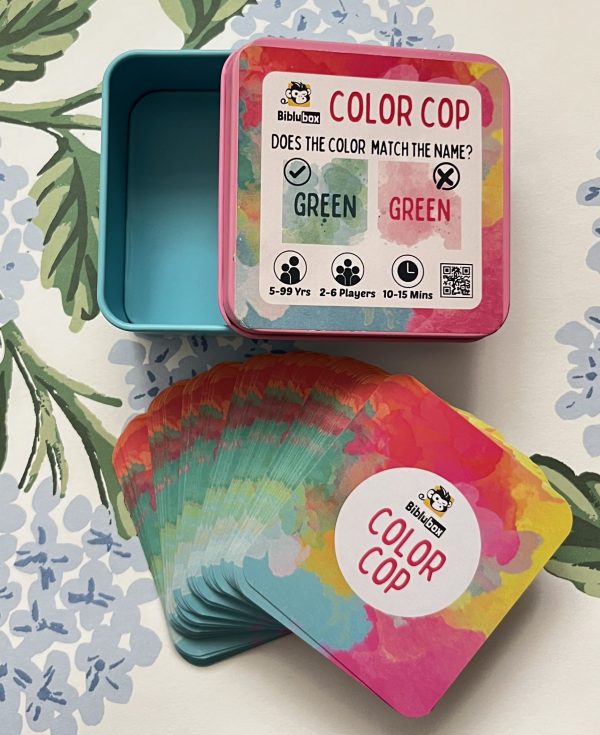 Biblubox
COLOR COP
DOES THE COLOR MATCH THE NAME?
GREEN
GREEN
5-99 Yrs
2-6 Players
10-15 Mins
Biblubox
COLOR
COP